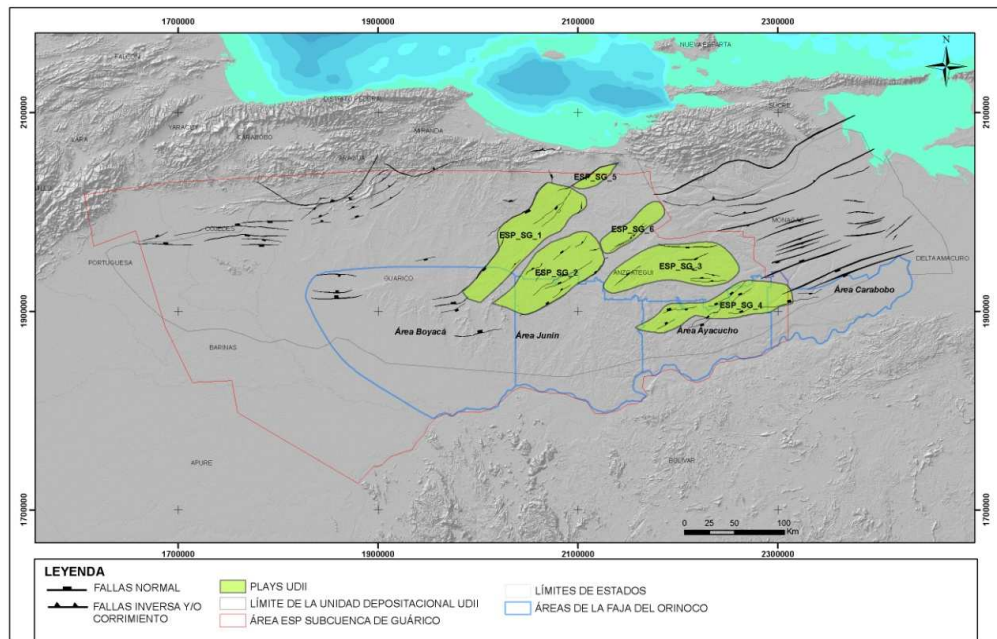 1700000
1900000
2100000
2300000
NUEVA ESPARTA
N
FALCON
DISTRITO FEDERAL
SUCRE
2100000
2100000
YARACUY
MIRANDA
LARA
CARABOBO
ARAGUA
ESP_SG_5
COJEDES
ESP_SG_1
ESP_SG_6
MONAGAS
PORTUGUESA
ESP_SG_2
ESP_SG_3
DELTA AMACURO
GUARICO
ANZOATEGUI
ESP_SG_4
Área Carabobo
1900000
1900000
Área Boyacá
Área Junín
Área Ayacucho
BARINAS
APURE
BOLIVAR
1700000
1700000
0 25 50 100
Km
1700000
1900000
2100000
2300000
LEYENDA
FALLAS NORMAL
FALLAS INVERSA Y/O
CORRIMIENTO
PLAYS UDII
LÍMITE DE LA UNIDAD DEPOSITACIONAL UDII
ÁREA ESP SUBCUENCA DE GUÁRICO
LÍMITES DE ESTADOS
ÁREAS DE LA FAJA DEL ORINOCO